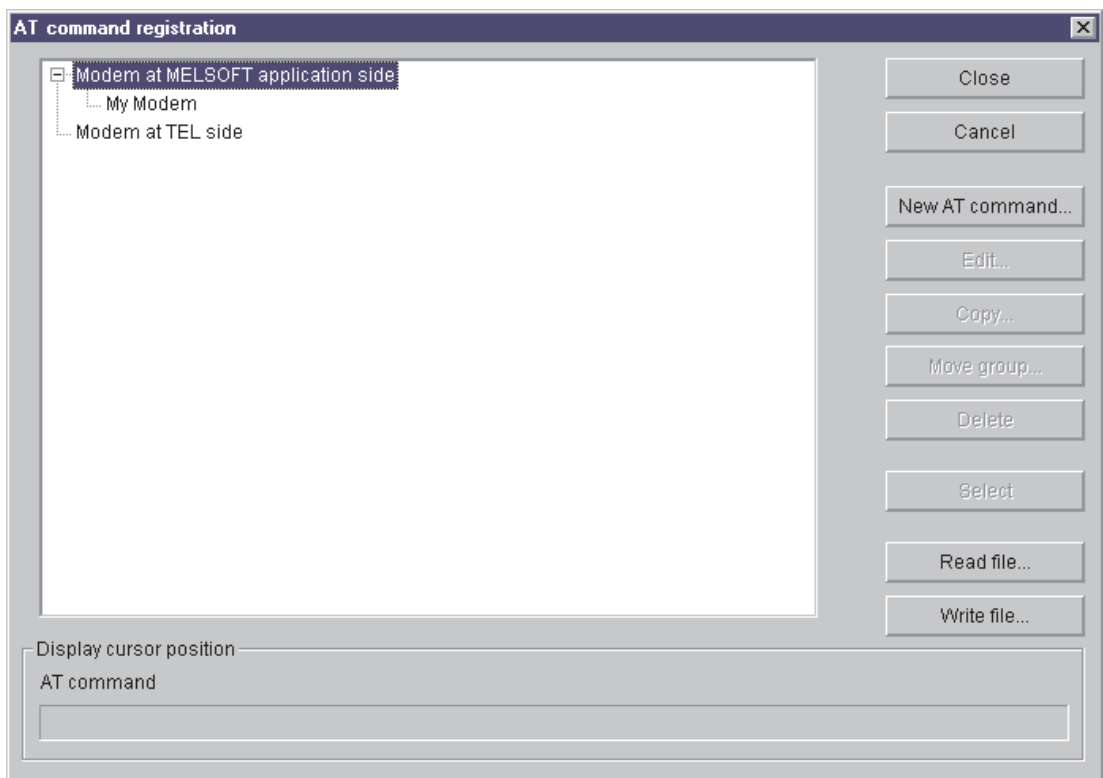 AT command registration
Modem at MELSOFT application side
My Modem
Modem at TEL side
Close
Cancel
New AT command...
Edit...
Copy...
Move group...
Delete
Select
Read file...
Write file...
Display cursor position
AT command